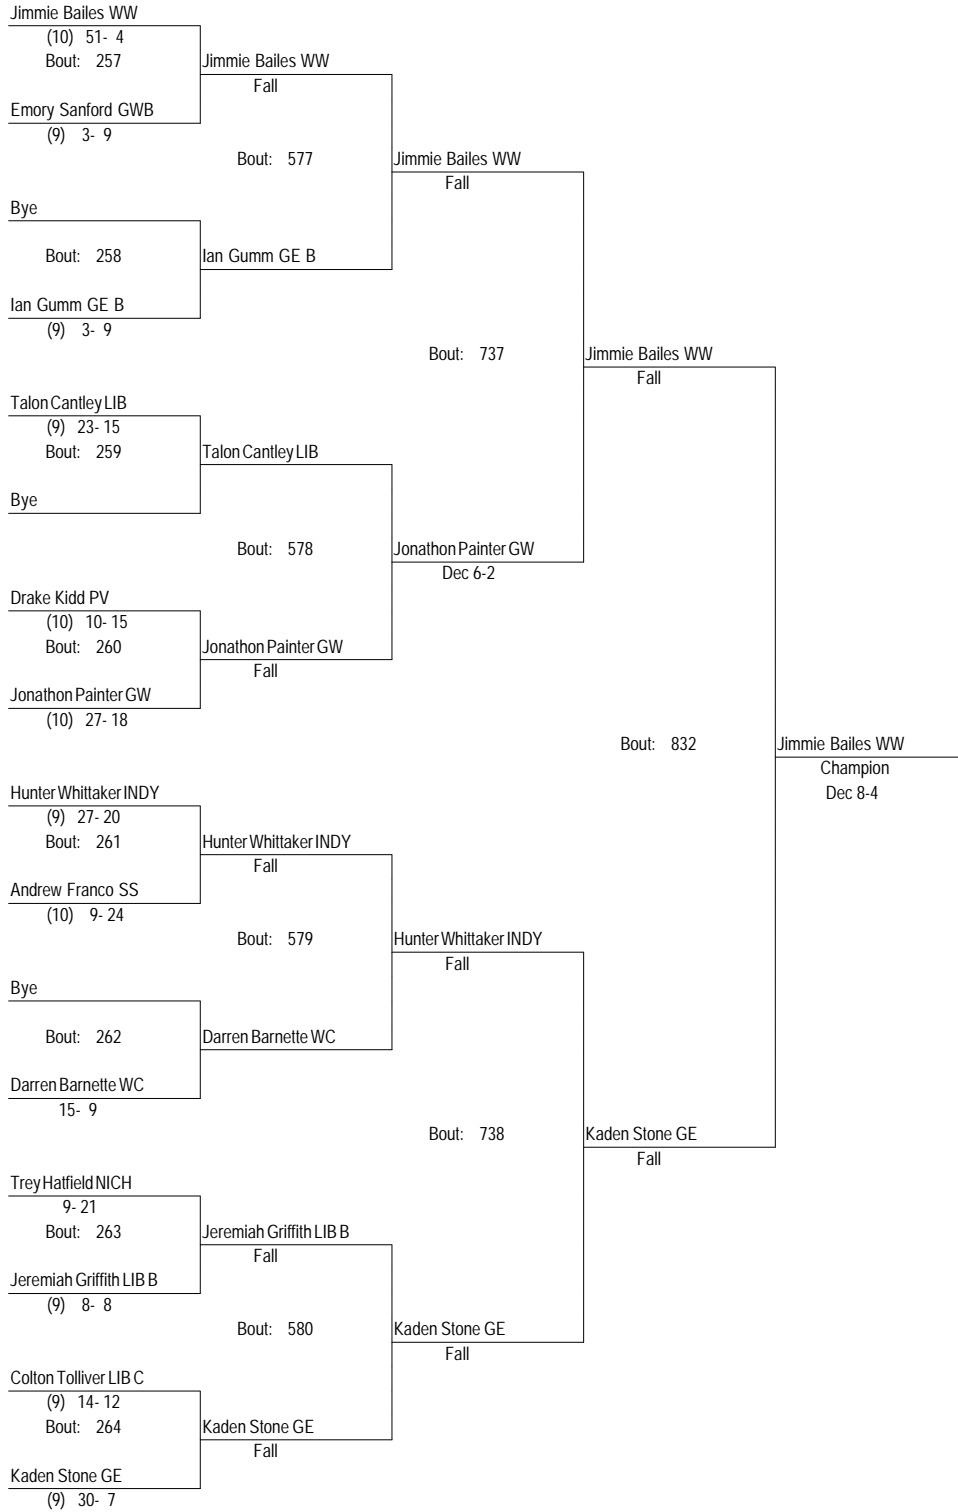 Jimmie Bailes WW
(10) 51- 4
Bout: 257
Jimmie Bailes WW
Fall
Emory Sanford GWB
(9) 3- 9
Bout: 577
Jimmie Bailes WW
Fall
Bye
Bout: 258
Ian Gumm GE B
Ian Gumm GE B
(9) 3- 9
Bout: 737
Jimmie Bailes WW
Fall
Talon Cantley LIB
(9) 23- 15
Bout: 259
Talon Cantley LIB
Bye
Bout: 578
Jonathon Painter GW
Dec 6-2
Drake Kidd PV
(10) 10- 15
Bout: 260
Jonathon Painter GW
Fall
Jonathon Painter GW
(10) 27- 18
Bout: 832
Jimmie Bailes WW
Champion
Dec 8-4
Hunter Whittaker INDY
(9) 27- 20
Bout: 261
Hunter Whittaker INDY
Fall
Andrew Franco SS
(10) 9- 24
Bout: 579
Hunter Whittaker INDY
Fall
Bye
Bout: 262
Darren Barnette WC
Darren Barnette WC
15- 9
Bout: 738
Kaden Stone GE
Fall
Trey Hatfield NICH
9- 21
Bout: 263
Jeremiah Griffith LIB B
Fall
Jeremiah Griffith LIB B
(9) 8- 8
Bout: 580
Kaden Stone GE
Fall
Colton Tolliver LIB C
(9) 14- 12
Bout: 264
Kaden Stone GE
Fall
Kaden Stone GE
(9) 30- 7